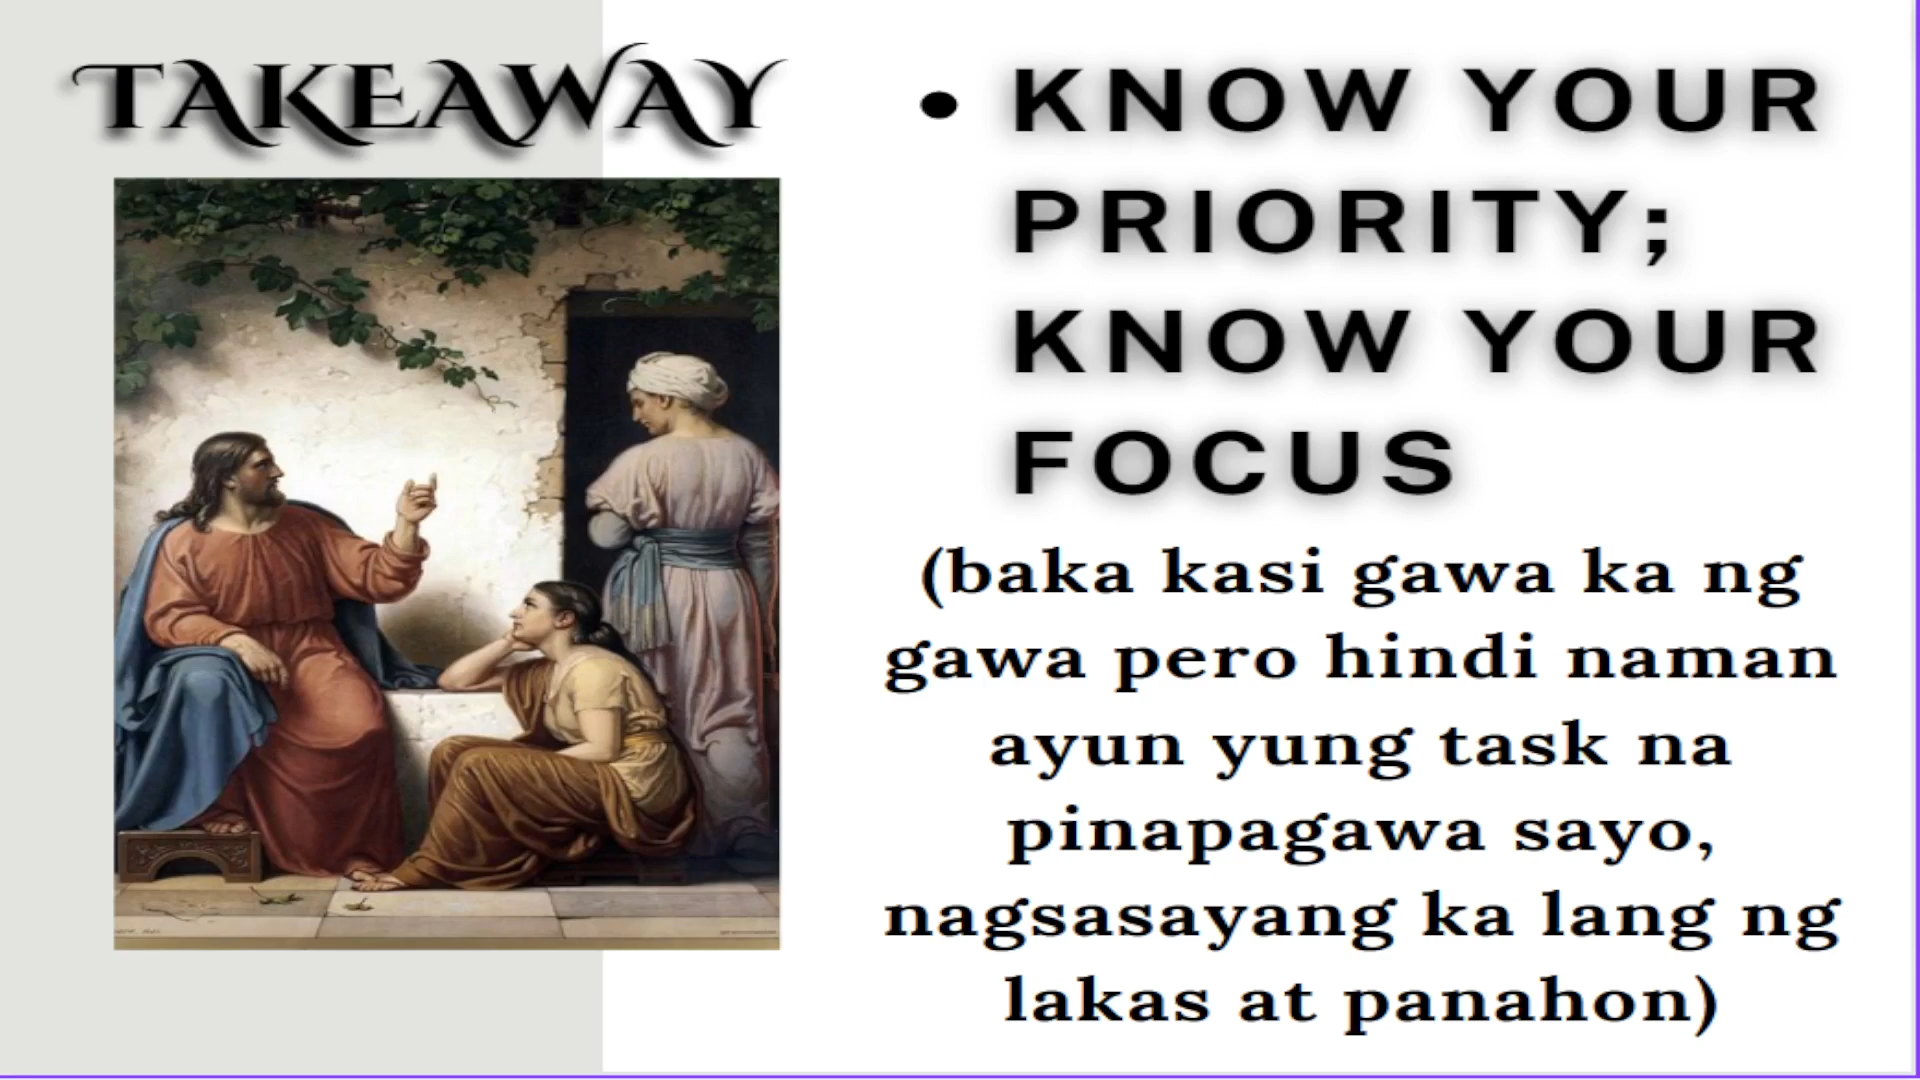 TAKEAWAY
• KNOW YOUR
PRIORITY;
KNOW YOUR
FOCUS
(baka kasi gawa ka ng
gawa pero hindi naman
ayun yung task na
pinapagawa sayo,
nagsasayang ka lang ng
lakas at panahon)